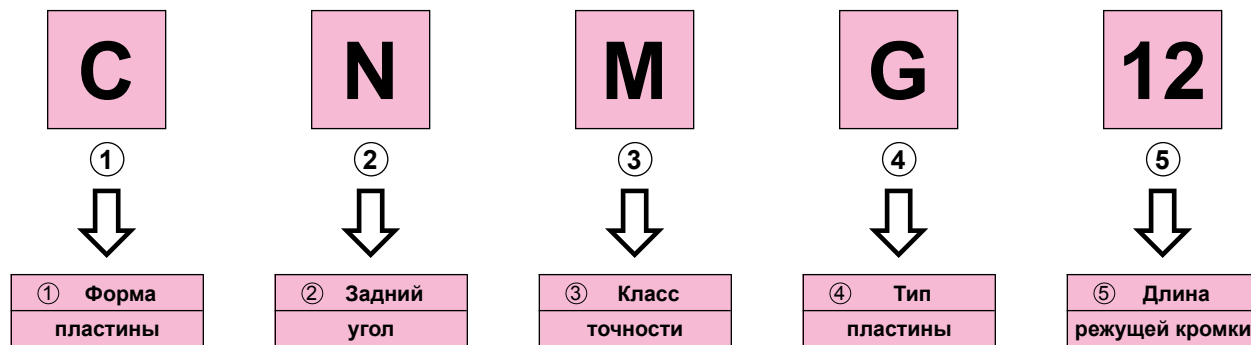 C N M G 12
① ② ③ ④ ⑤
① Форма ② Задний ③ Класс ④ Тип ⑤ Длина
пластины угол точности пластины режущей кромки